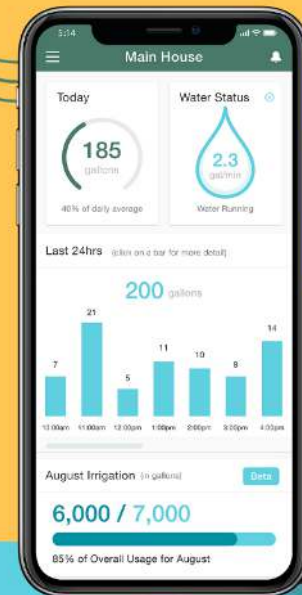 5:14
Main House
Today
Water Status
185
gallons
40% of daily average
2.3
gal/min
Water Running
Last 24hrs (click on a bar for more detail)
200 gallons
7
21
5
11
10
8
14
10:00am
11:00am
12:00pm
1:00pm
2:00pm
3:00pm
4:00pm
August Irrigation (in gallons)
Beta
6,000 / 7,000
85% of Overall Usage for August